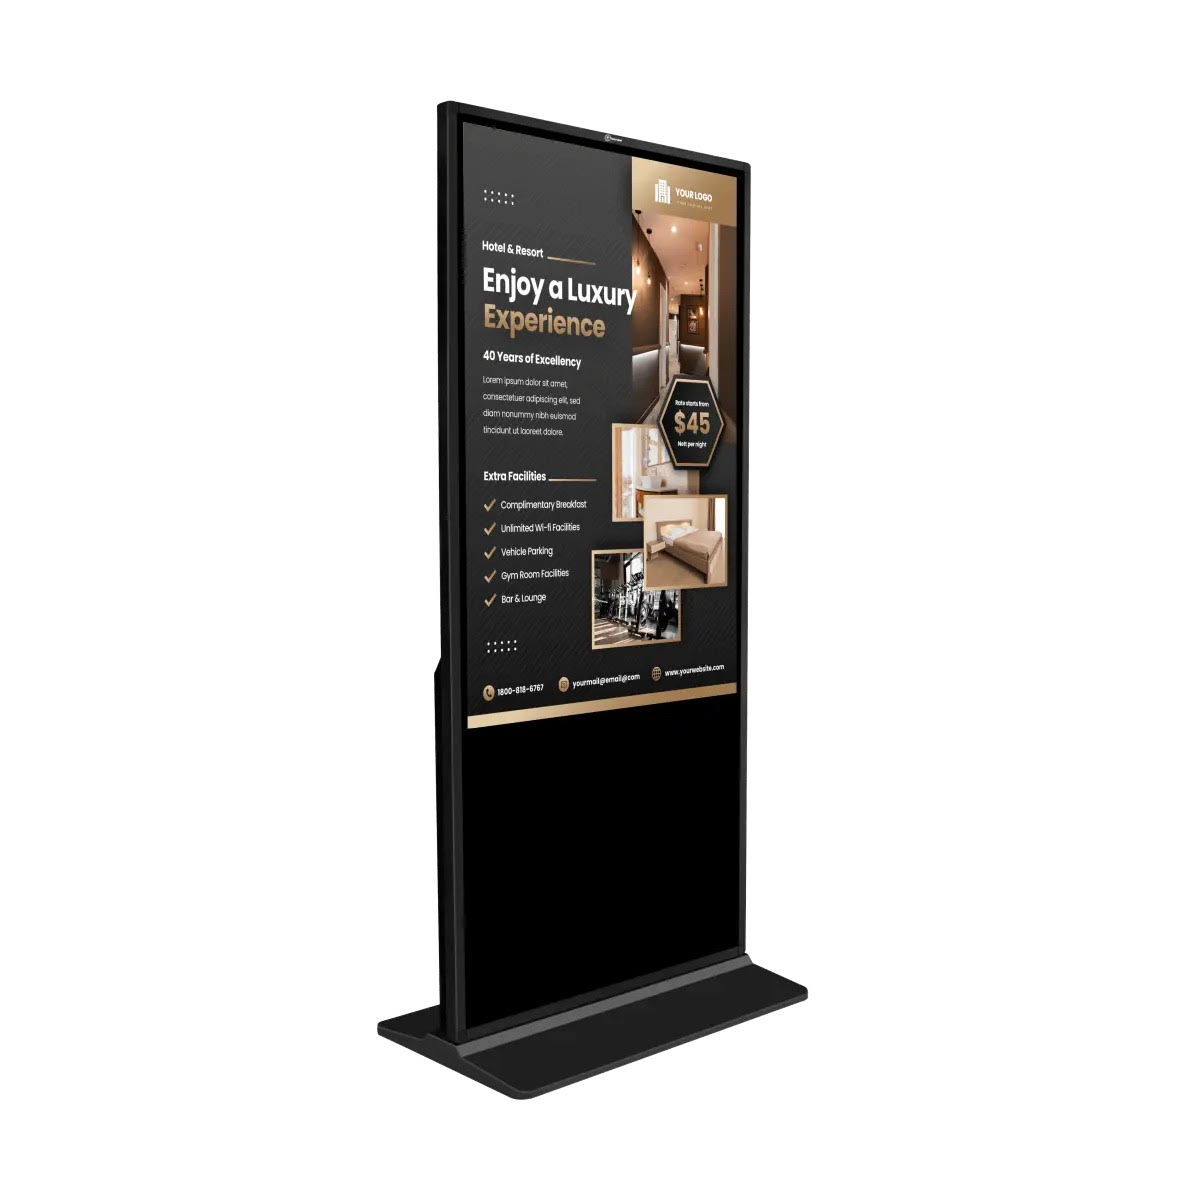 YOUR LOGO
Hotel & Resort
Enjoy a Luxury
Experience
40 Years of Excellency
Lorem ipsum dolor sit amet,
consectetuer adipiscing elit, sed
diam nonummy nibh euismod
tincidunt ut laoreet dolore.
Rate starts from
$45
Nett per night
Extra Facilities
Complimentary Breakfast
Unlimited Wi-fi Facilities
Vehicle Parking
Gym Room Facilities
Bar & Lounge
1800-818-6767
yourmail@email@com
www.yourwebsite.com